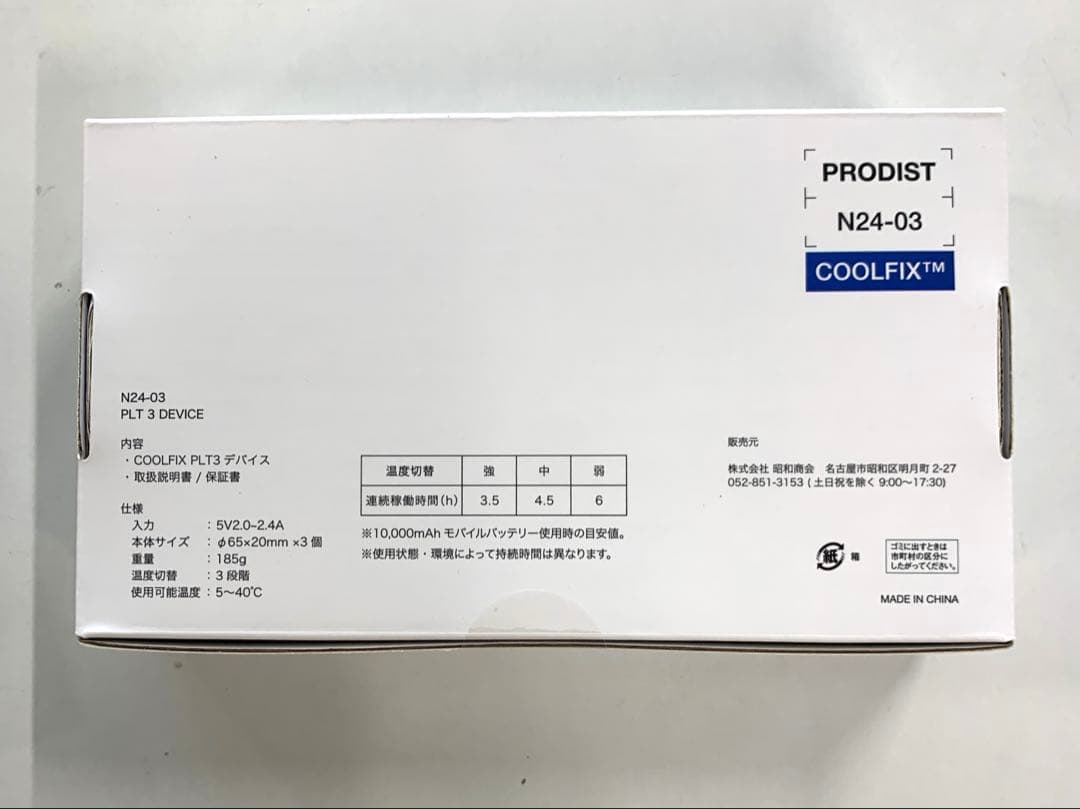 PRODIST
N24-03
COOLFIX™
N24-03
PLT 3 DEVICE
内容
・COOLFIX PLT3 デバイス
・取扱説明書 / 保証書
仕様
入力 ：5V2.0~2.4A
本体サイズ ：φ65×20mm ×3個
重量 ：185g
温度切替 ：3 段階
使用可能温度 ：5〜40℃
温度切替 強 中 弱
連続稼働時間(h) 3.5 4.5 6
※10,000mAh モバイルバッテリー使用時の目安値。
※使用状態・環境によって持続時間は異なります。
販売元
株式会社 昭和商会 名古屋市昭和区明月町 2-27
052-851-3153 ( 土日祝を除く 9:00〜17:30)
紙 箱
ゴミに出すときは
市町村の区分に
したがってください。
MADE IN CHINA